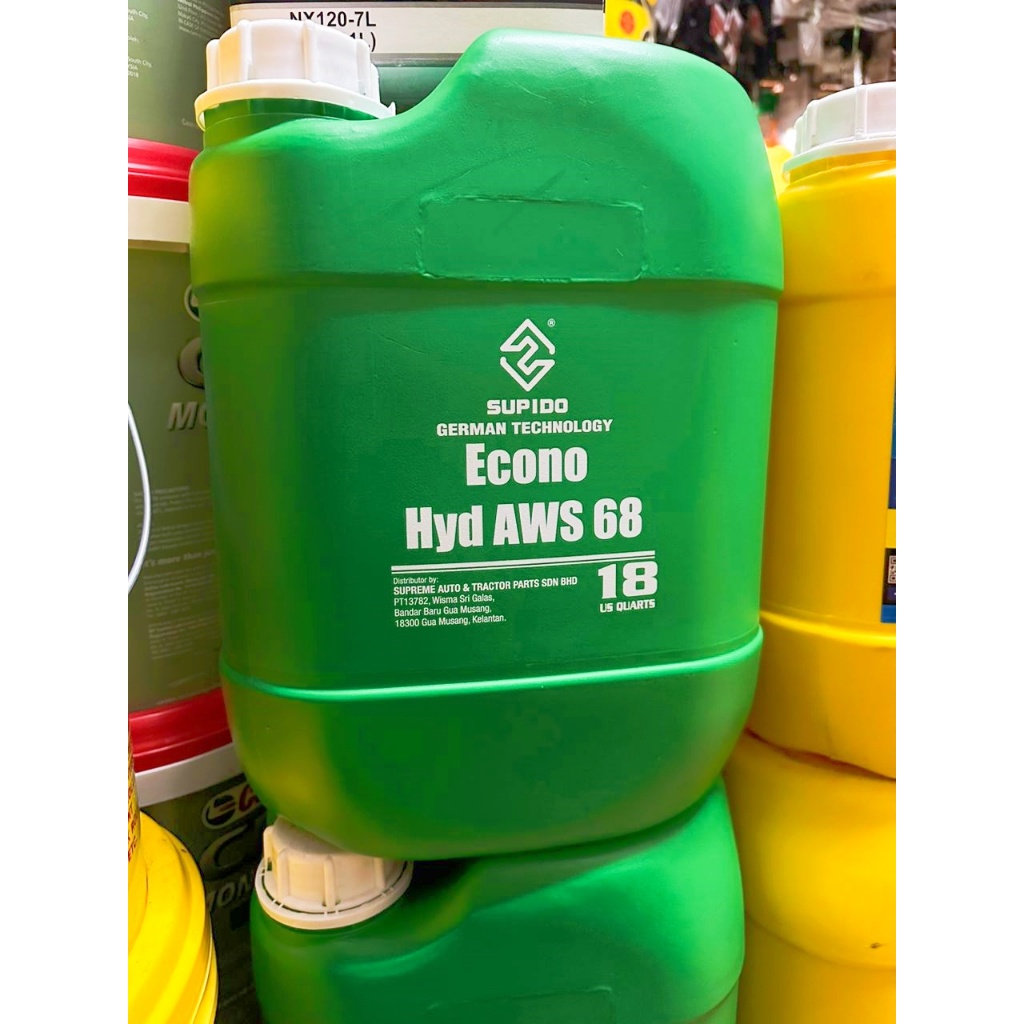 NX120-7L
SUPIDO
GERMAN TECHNOLOGY
Econo
Hyd AWS 68
Distributor by:
SUPREME AUTO & TRACTOR PARTS SDN BHD
PT13782, Wisma Sri Galas,
Bandar Baru Gua Musang,
18300 Gua Musang, Kelantan.
18
US QUARTS